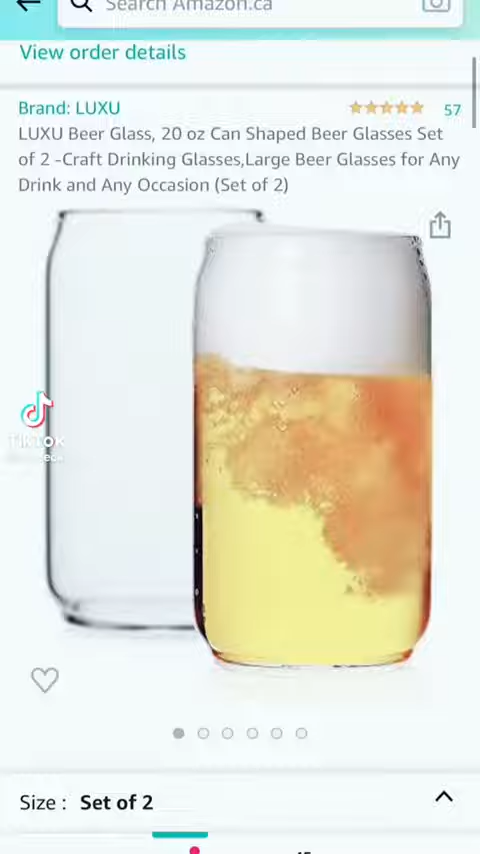 Search Amazon.ca
View order details
Brand: LUXU
57
LUXU Beer Glass, 20 oz Can Shaped Beer Glasses Set
of 2 -Craft Drinking Glasses,Large Beer Glasses for Any
Drink and Any Occasion (Set of 2)
TikTok
Size : Set of 2